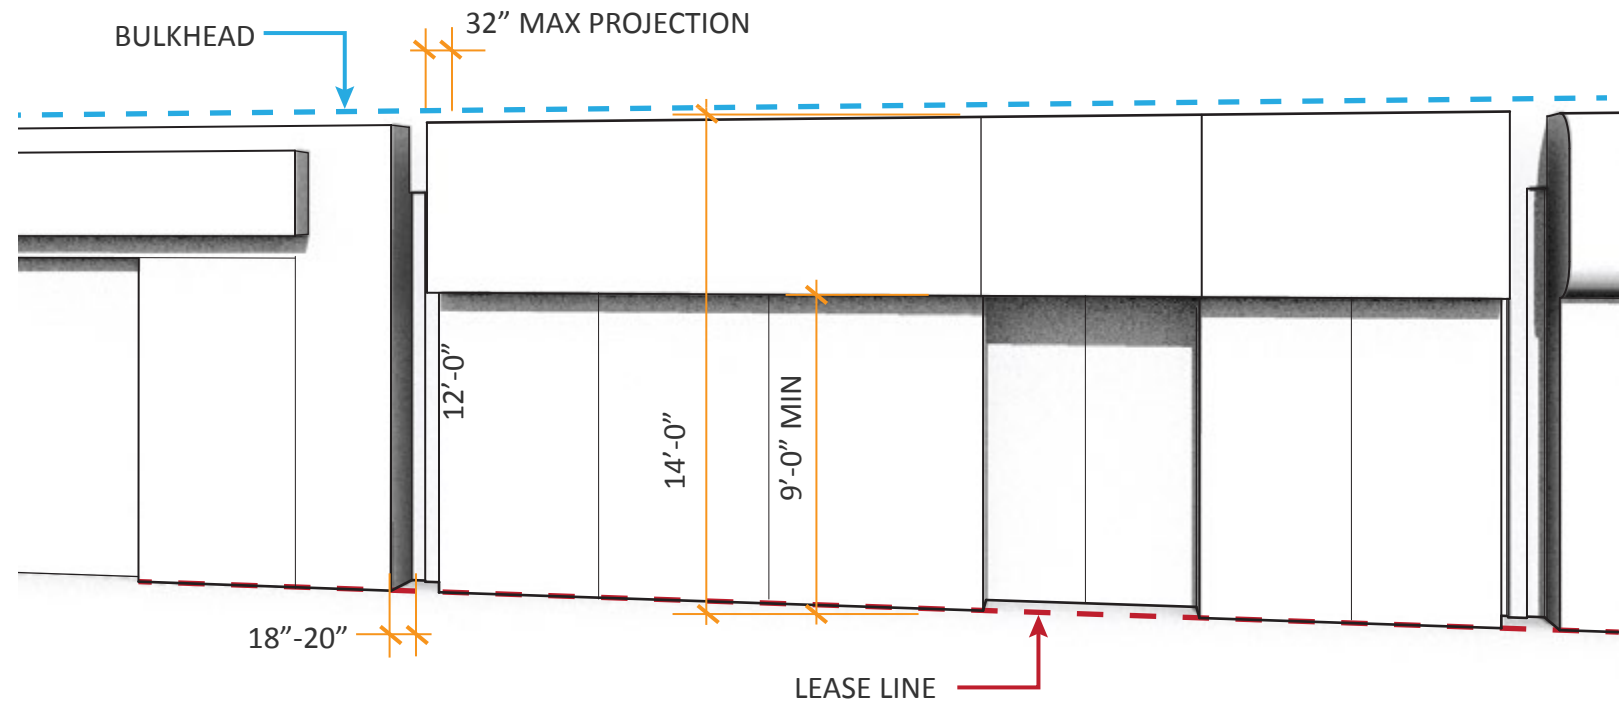 32” MAX PROJECTION
BULKHEAD
12’-0”
14’-0”
9’-0” MIN
18”-20”
LEASE LINE